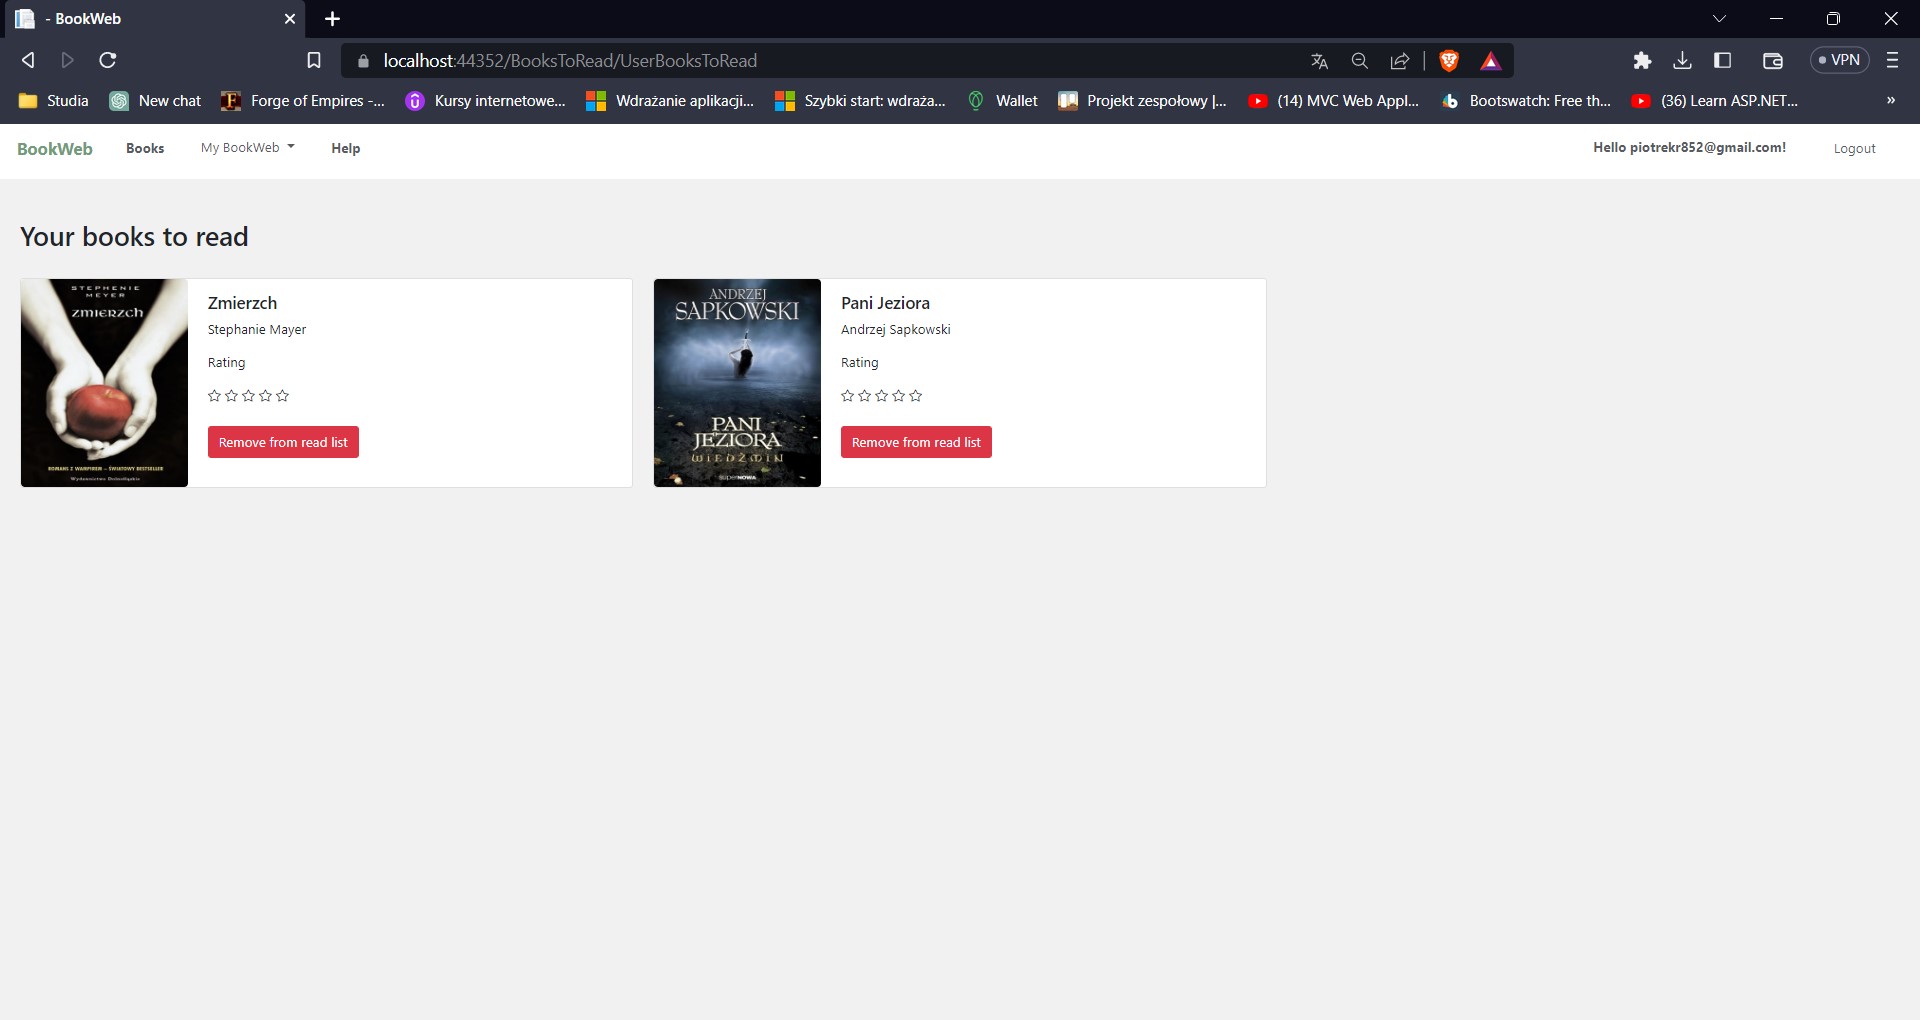 - BookWeb
localhost:44352/BooksToRead/UserBooksToRead
VPN
Studia
New chat
Forge of Empires -...
Kursy internetowe...
Wdrażanie aplikacji...
Szybki start: wdraża...
Wallet
Projekt zespołowy |...
(14) MVC Web Appl...
Bootswatch: Free th...
(36) Learn ASP.NET...
»
BookWeb
Books
My BookWeb
Help
Hello piotrekr852@gmail.com!
Logout
Your books to read
STEPHENIE
MEYER
ZMIERZCH
ROMANS Z WAMPIREM – ŚWIATOWY BESTSELLER
Wydawnictwo Dolnośląskie
Zmierzch
Stephanie Mayer
Rating
Remove from read list
ANDRZEJ
SAPKOWSKI
PANI
JEZIORA
WIEDŹMIN
superNOWA
Pani Jeziora
Andrzej Sapkowski
Rating
Remove from read list